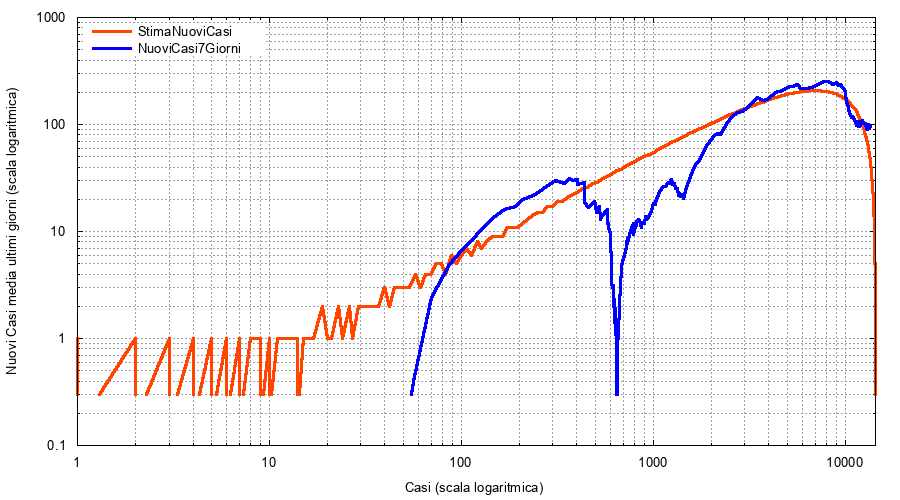 1000
StimaNuoviCasi
NuoviCasi7Giorni
100
10
1
0.1
Nuovi Casi media ultimi giorni (scala logaritmica)
1 10 100 1000 10000
Casi (scala logaritmica)